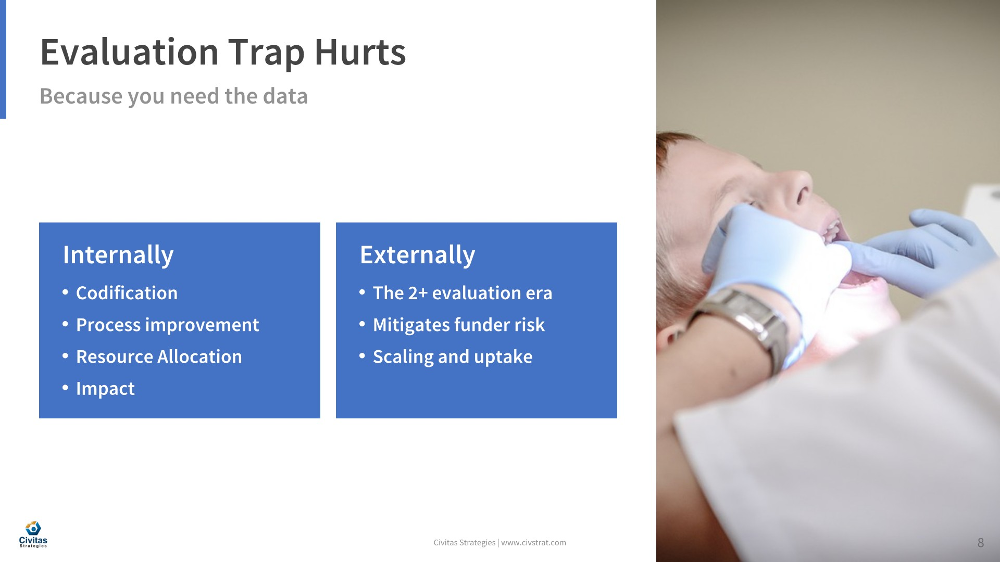 Evaluation Trap Hurts
Because you need the data
Internally
• Codification
• Process improvement
• Resource Allocation
• Impact
Externally
• The 2+ evaluation era
• Mitigates funder risk
• Scaling and uptake
Civitas
Strategies
Civitas Strategies | www.civstrat.com
8